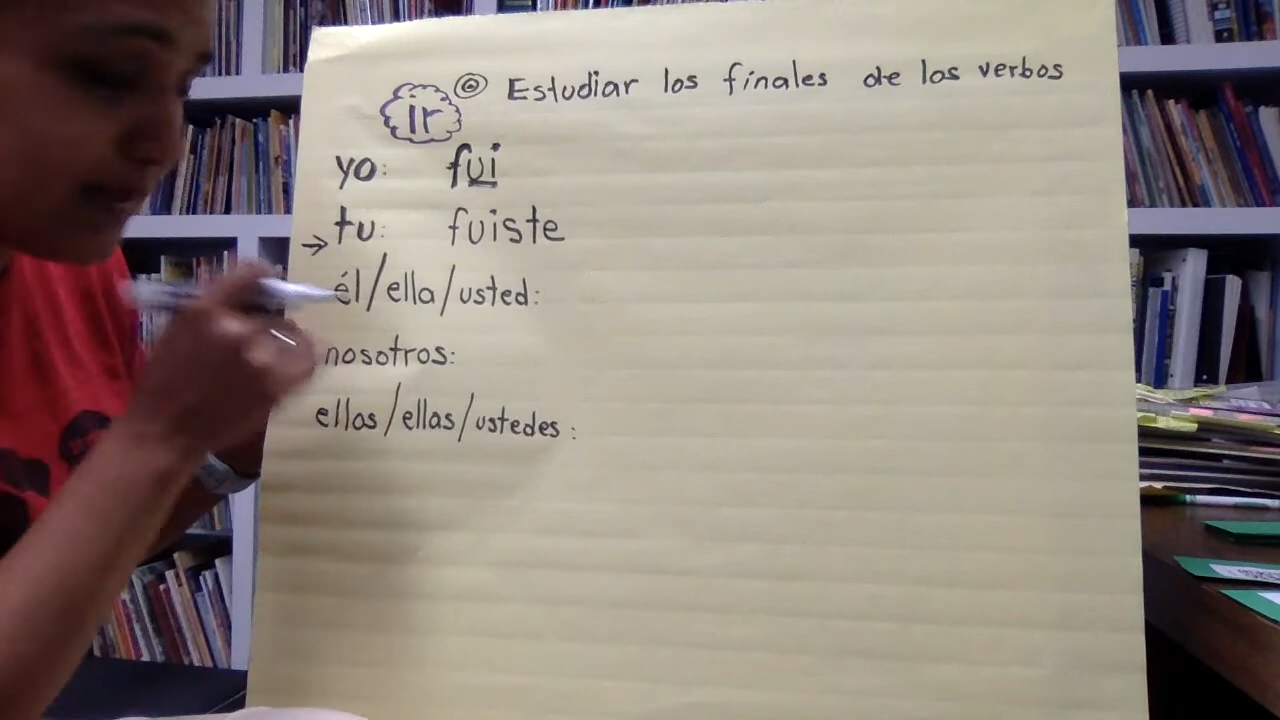 ◎ Estudiar los finales de los verbos
ir
yo: fui
→ tu: fuiste
él/ella/usted:
nosotros:
ellos/ellas/ustedes: